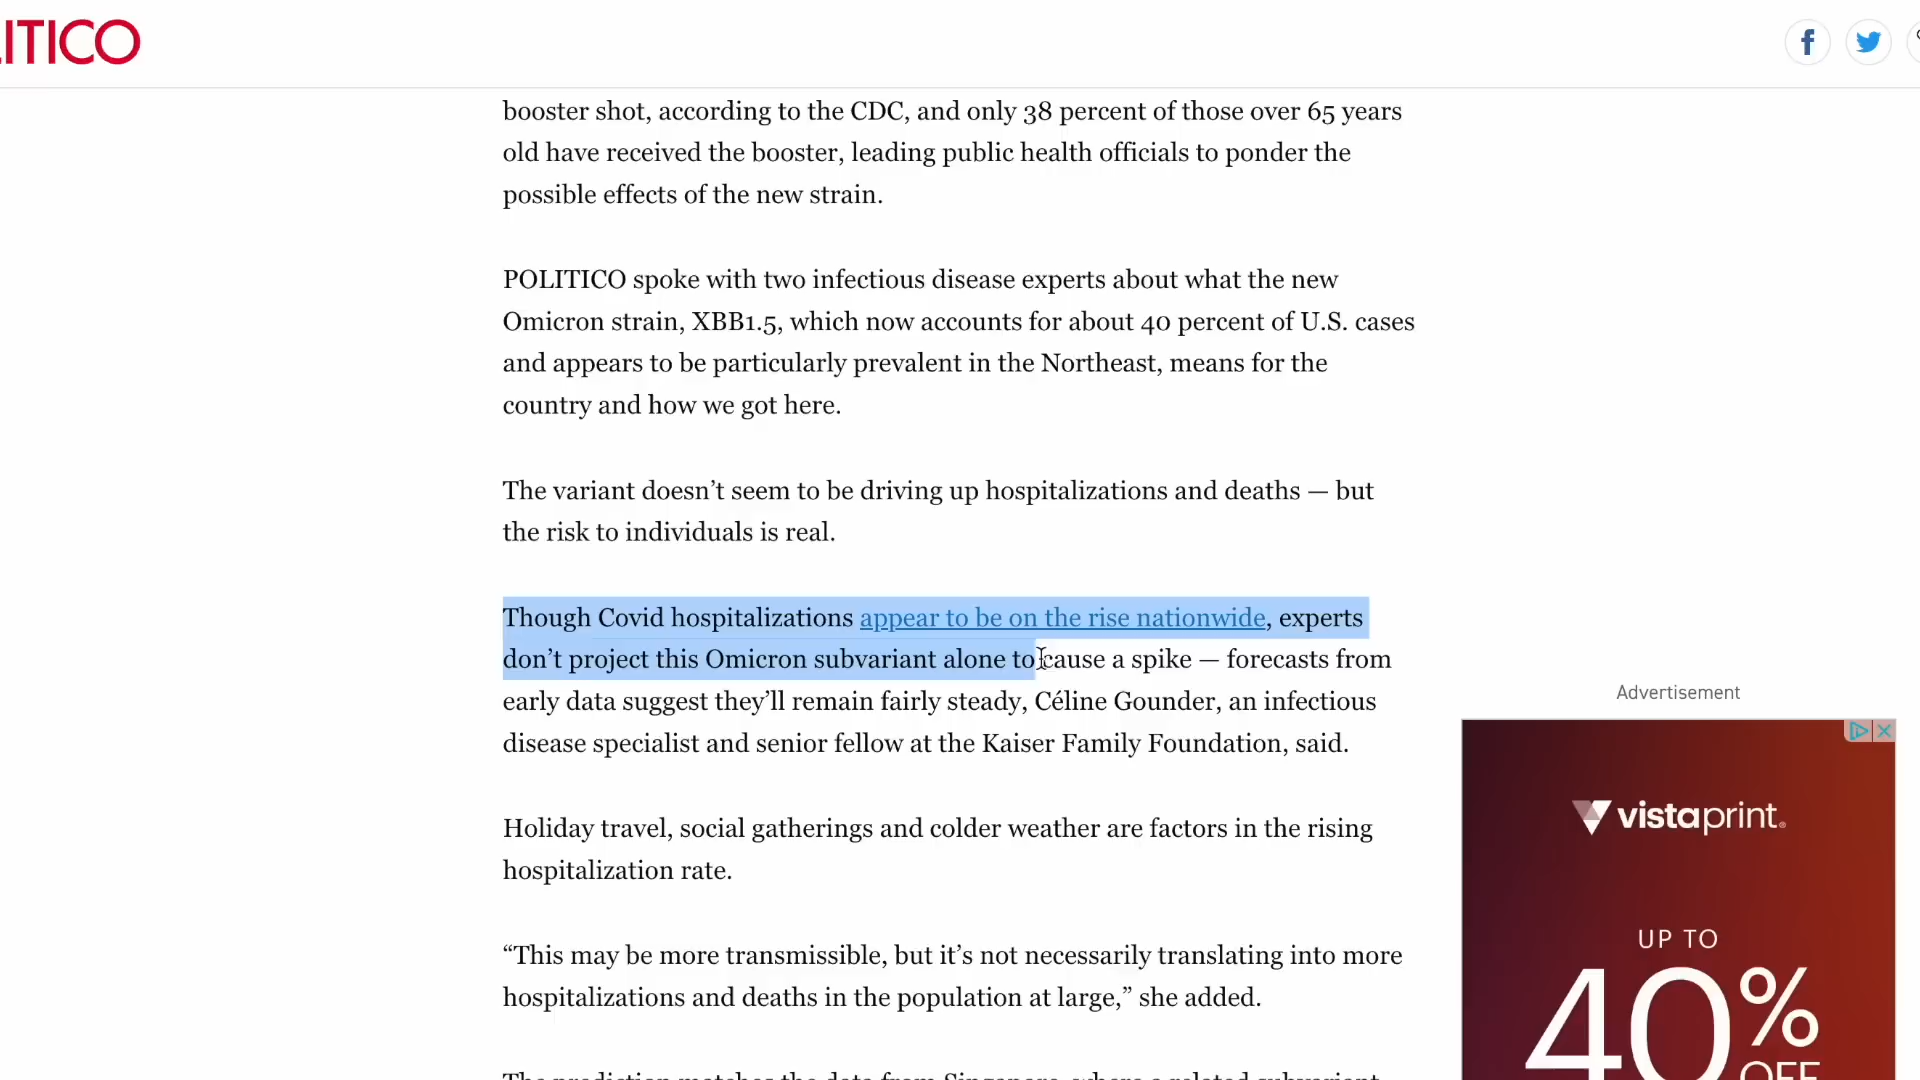 ITICO
booster shot, according to the CDC, and only 38 percent of those over 65 years
old have received the booster, leading public health officials to ponder the
possible effects of the new strain.
POLITICO spoke with two infectious disease experts about what the new
Omicron strain, XBB1.5, which now accounts for about 40 percent of U.S. cases
and appears to be particularly prevalent in the Northeast, means for the
country and how we got here.
The variant doesn’t seem to be driving up hospitalizations and deaths — but
the risk to individuals is real.
Though Covid hospitalizations appear to be on the rise nationwide, experts
don’t project this Omicron subvariant alone to cause a spike — forecasts from
early data suggest they’ll remain fairly steady, Céline Gounder, an infectious
disease specialist and senior fellow at the Kaiser Family Foundation, said.
Holiday travel, social gatherings and colder weather are factors in the rising
hospitalization rate.
“This may be more transmissible, but it’s not necessarily translating into more
hospitalizations and deaths in the population at large,” she added.
The prediction matches the data from Singapore, where a related subvariant
Advertisement
vistaprint.
UP TO
40%
OFF